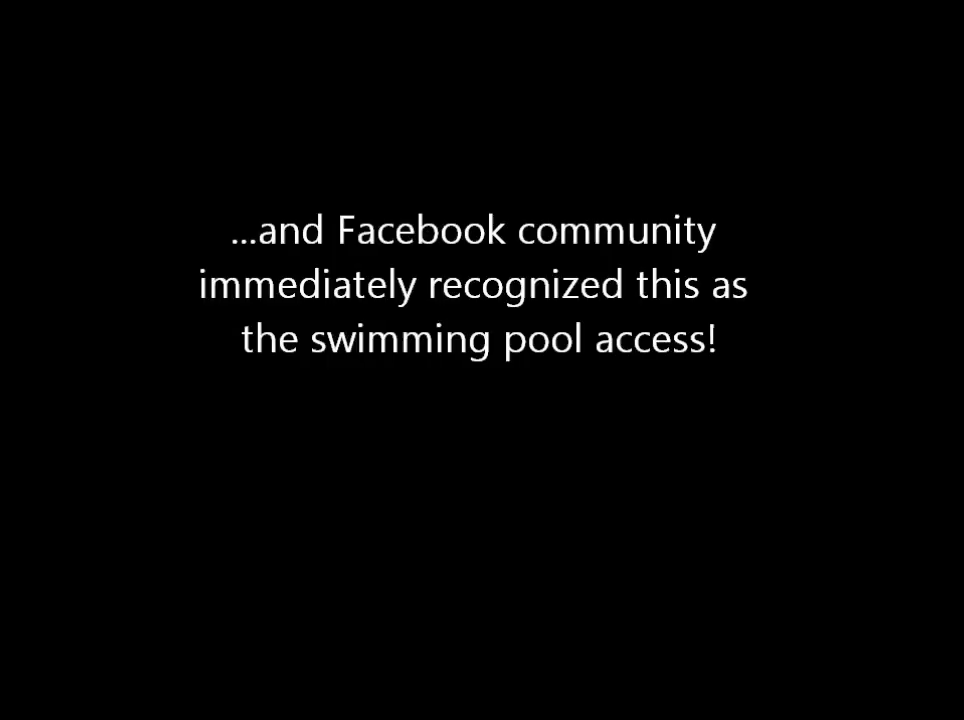 ...and Facebook community
immediately recognized this as
the swimming pool access!